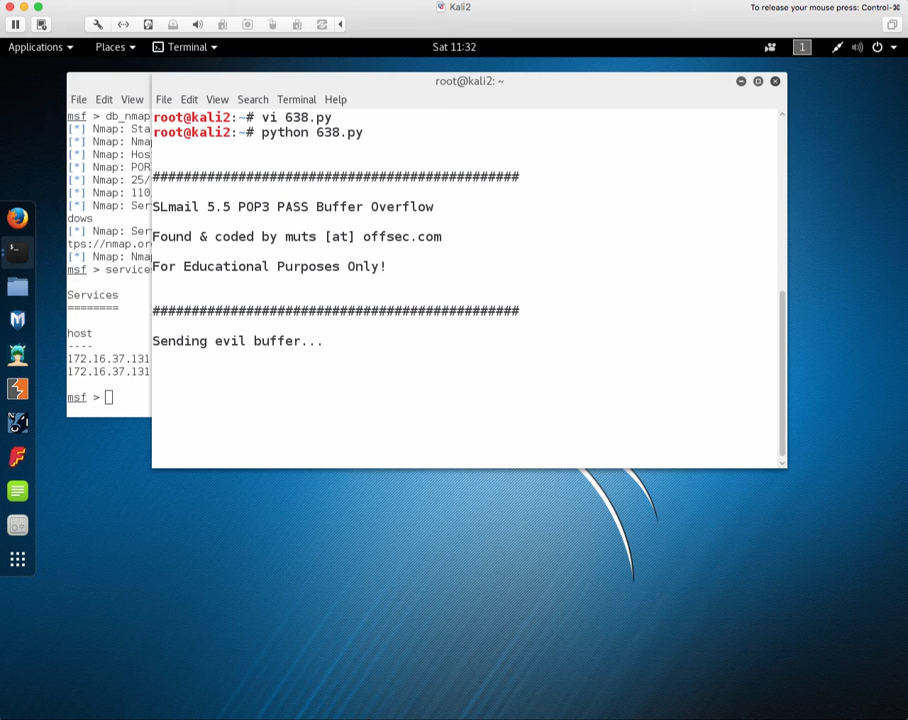 Kali2
To release your mouse press: Control-⌘
Applications
Places
Terminal
Sat 11:32
1
root@kali2: ~
File Edit View
msf > db_nmap
[*] Nmap: Sta
[*] Nmap: Nma
[*] Nmap: Hos
[*] Nmap: POR
[*] Nmap: 25/
[*] Nmap: 110
[*] Nmap: Ser
dows
[*] Nmap: Ser
tps://nmap.or
[*] Nmap: Nma
msf > service
Services
========
host
----
172.16.37.131
172.16.37.131
msf >
File Edit View Search Terminal Help
root@kali2:~# vi 638.py
root@kali2:~# python 638.py
###############################################
SLmail 5.5 POP3 PASS Buffer Overflow
Found & coded by muts [at] offsec.com
For Educational Purposes Only!
###############################################
Sending evil buffer...